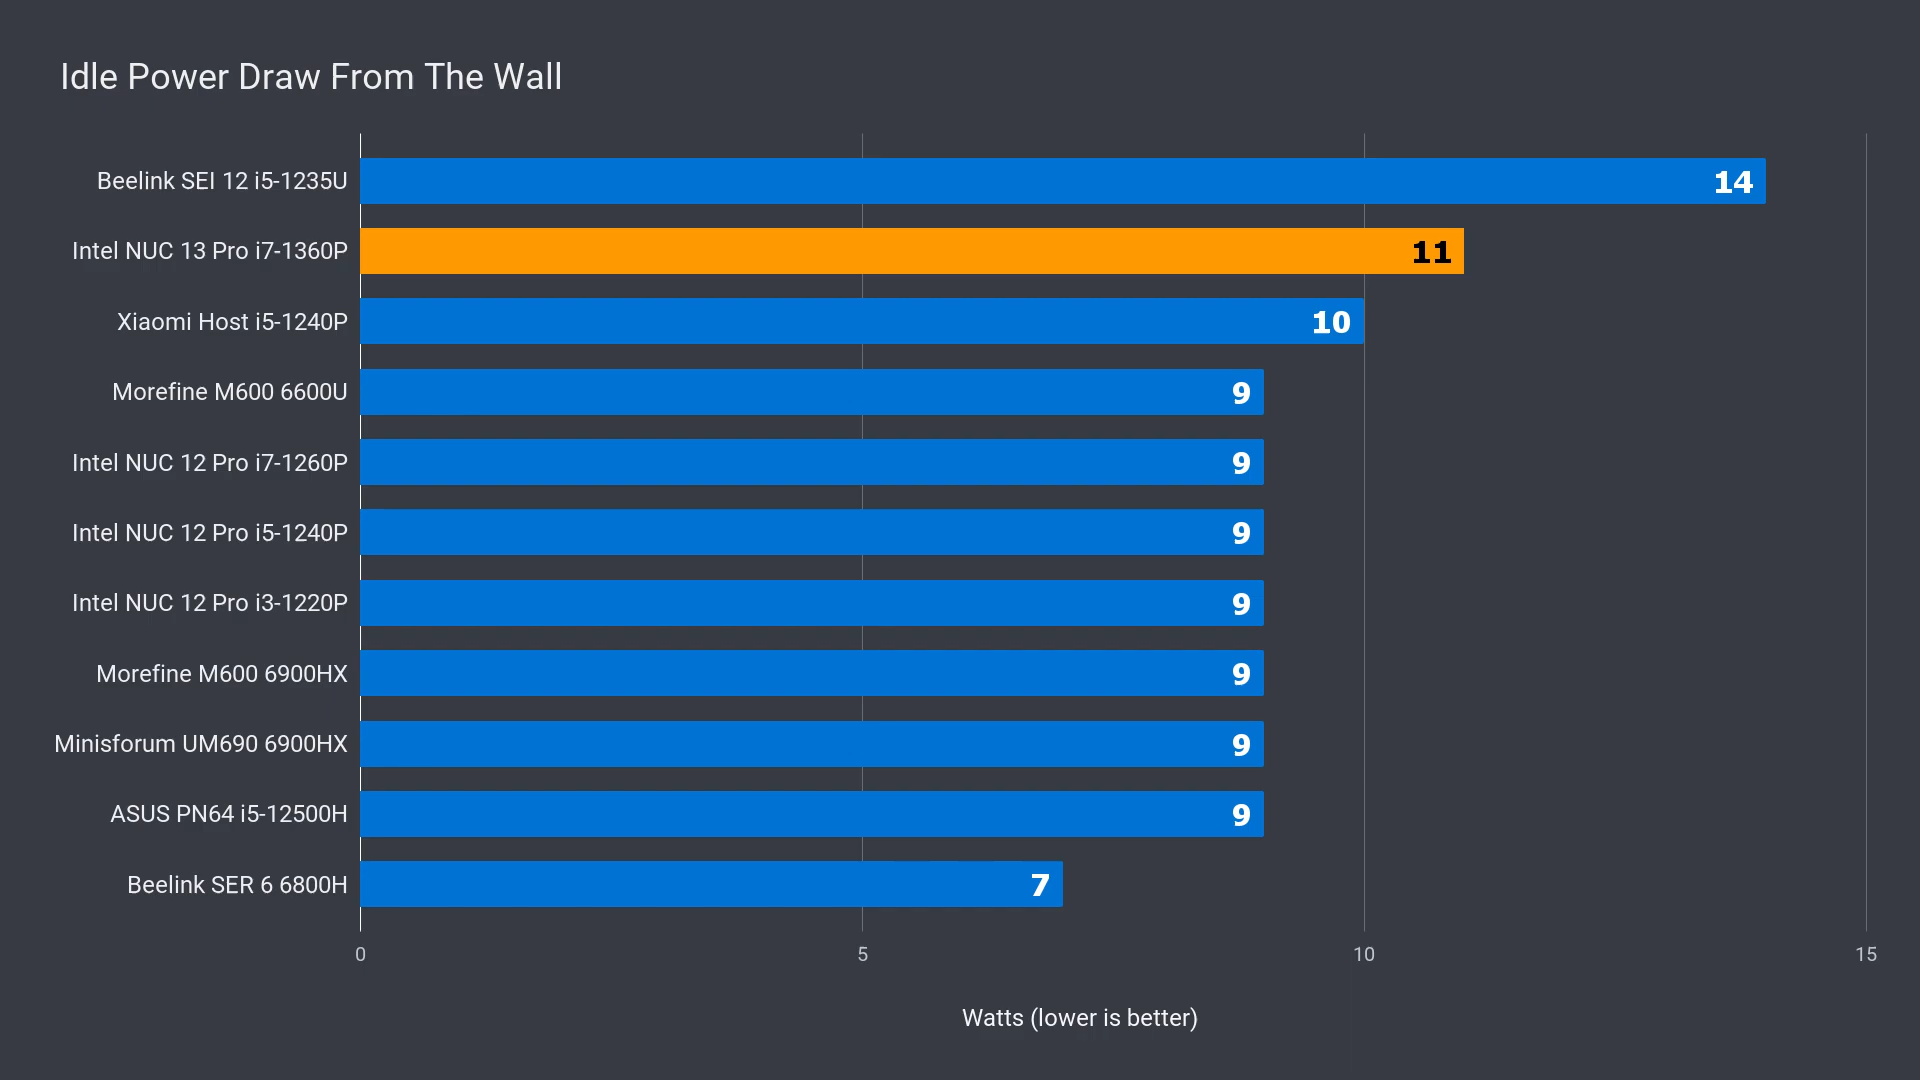 Idle Power Draw From The Wall
Beelink SEI 12 i5-1235U 14
Intel NUC 13 Pro i7-1360P 11
Xiaomi Host i5-1240P 10
Morefine M600 6600U 9
Intel NUC 12 Pro i7-1260P 9
Intel NUC 12 Pro i5-1240P 9
Intel NUC 12 Pro i3-1220P 9
Morefine M600 6900HX 9
Minisforum UM690 6900HX 9
ASUS PN64 i5-12500H 9
Beelink SER 6 6800H 7
0 5 10 15
Watts (lower is better)